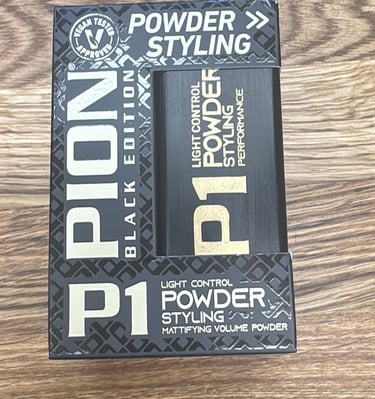 VEGAN TESTED
V
APPROVED
POWDER >>
STYLING
PION®
BLACK EDITION
P1
LIGHT CONTROL
POWDER
STYLING
PERFORMANCE
P1
LIGHT CONTROL
POWDER
STYLING
MATTIFYING VOLUME POWDER